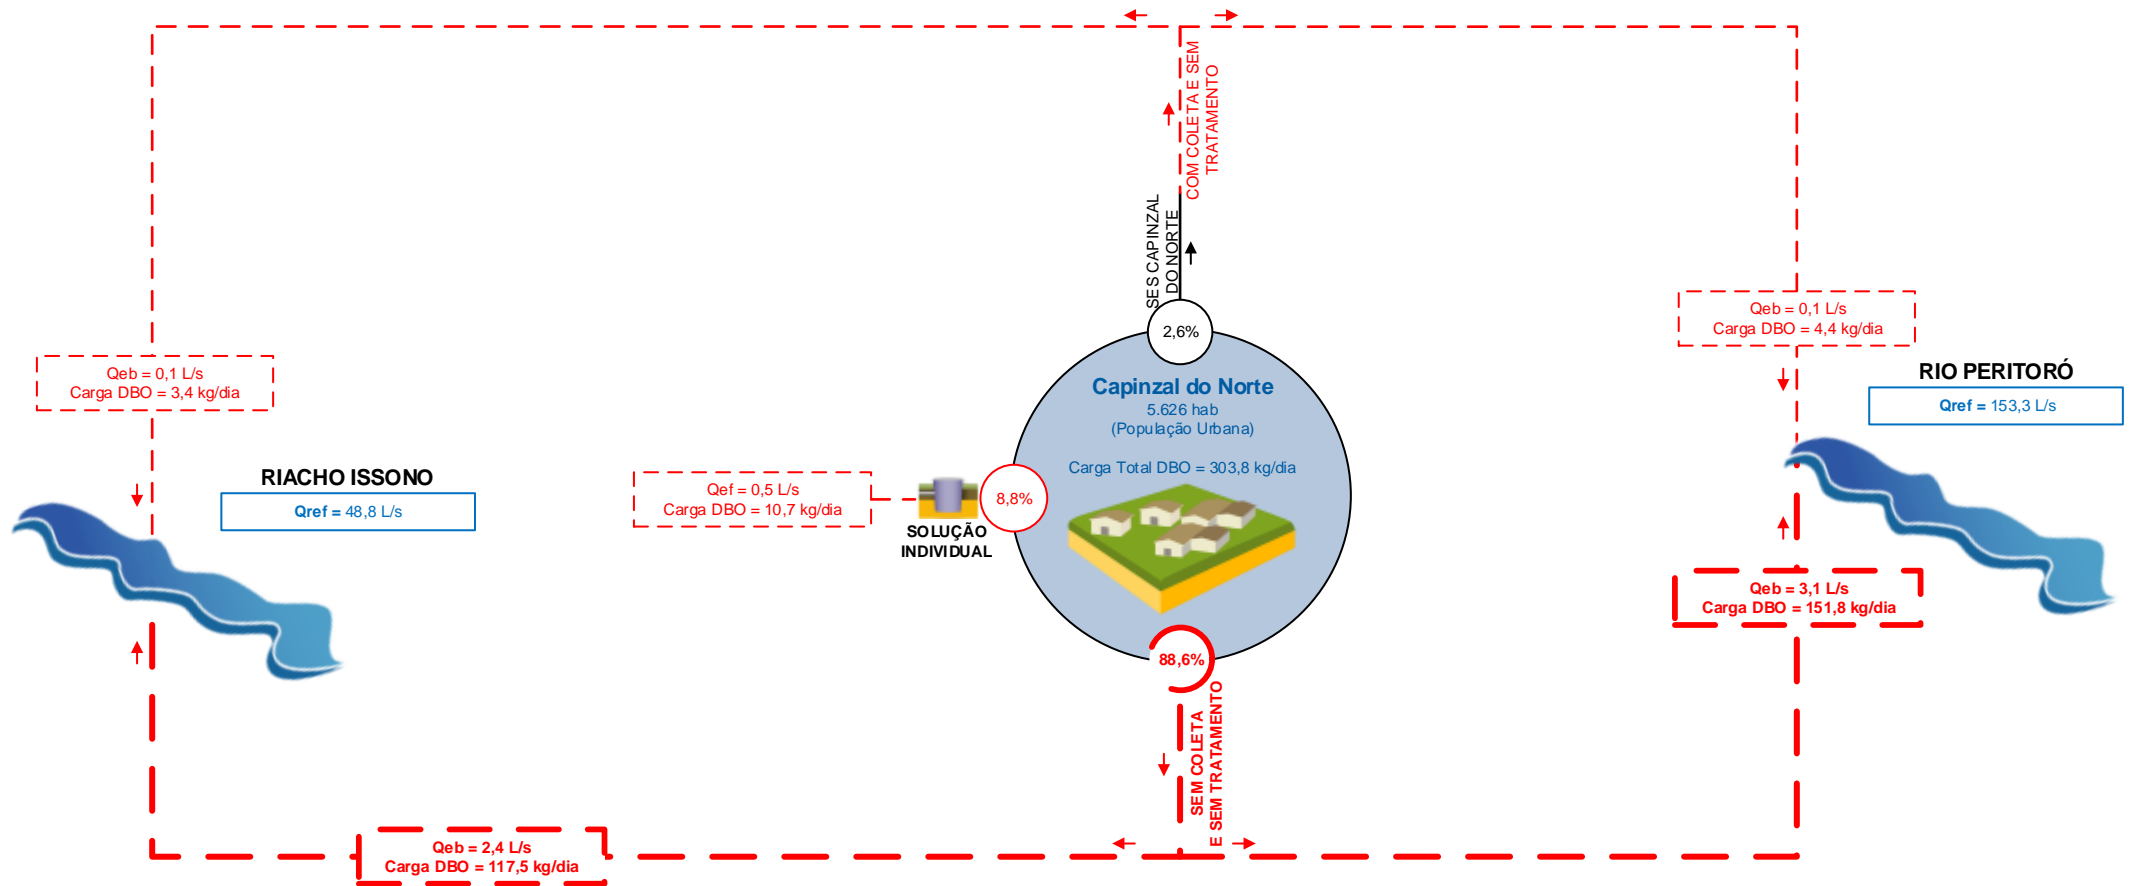 COM COLETA E SEM
TRATAMENTO
SES CAPINZAL
DO NORTE
2,6%
Qeb = 0,1 L/s
Carga DBO = 4,4 kg/dia
Qeb = 0,1 L/s
Carga DBO = 3,4 kg/dia
RIO PERITORÓ
Qref = 153,3 L/s
Capinzal do Norte
5.626 hab
(População Urbana)
Carga Total DBO = 303,8 kg/dia
RIACHO ISSONO
Qref = 48,8 L/s
Qef = 0,5 L/s
Carga DBO = 10,7 kg/dia
8,8%
SOLUÇÃO
INDIVIDUAL
Qeb = 3,1 L/s
Carga DBO = 151,8 kg/dia
88,6%
SEM COLETA
E SEM TRATAMENTO
Qeb = 2,4 L/s
Carga DBO = 117,5 kg/dia